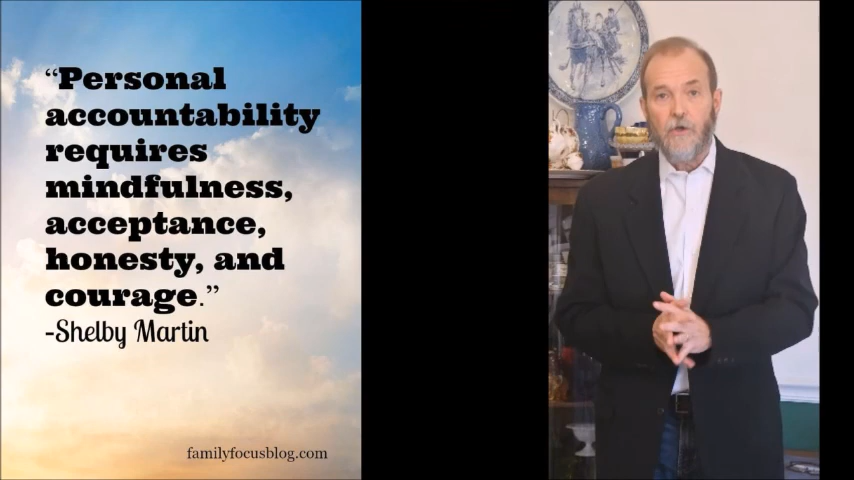 “Personal
accountability
requires
mindfulness,
acceptance,
honesty, and
courage.”
-Shelby Martin
familyfocusblog.com